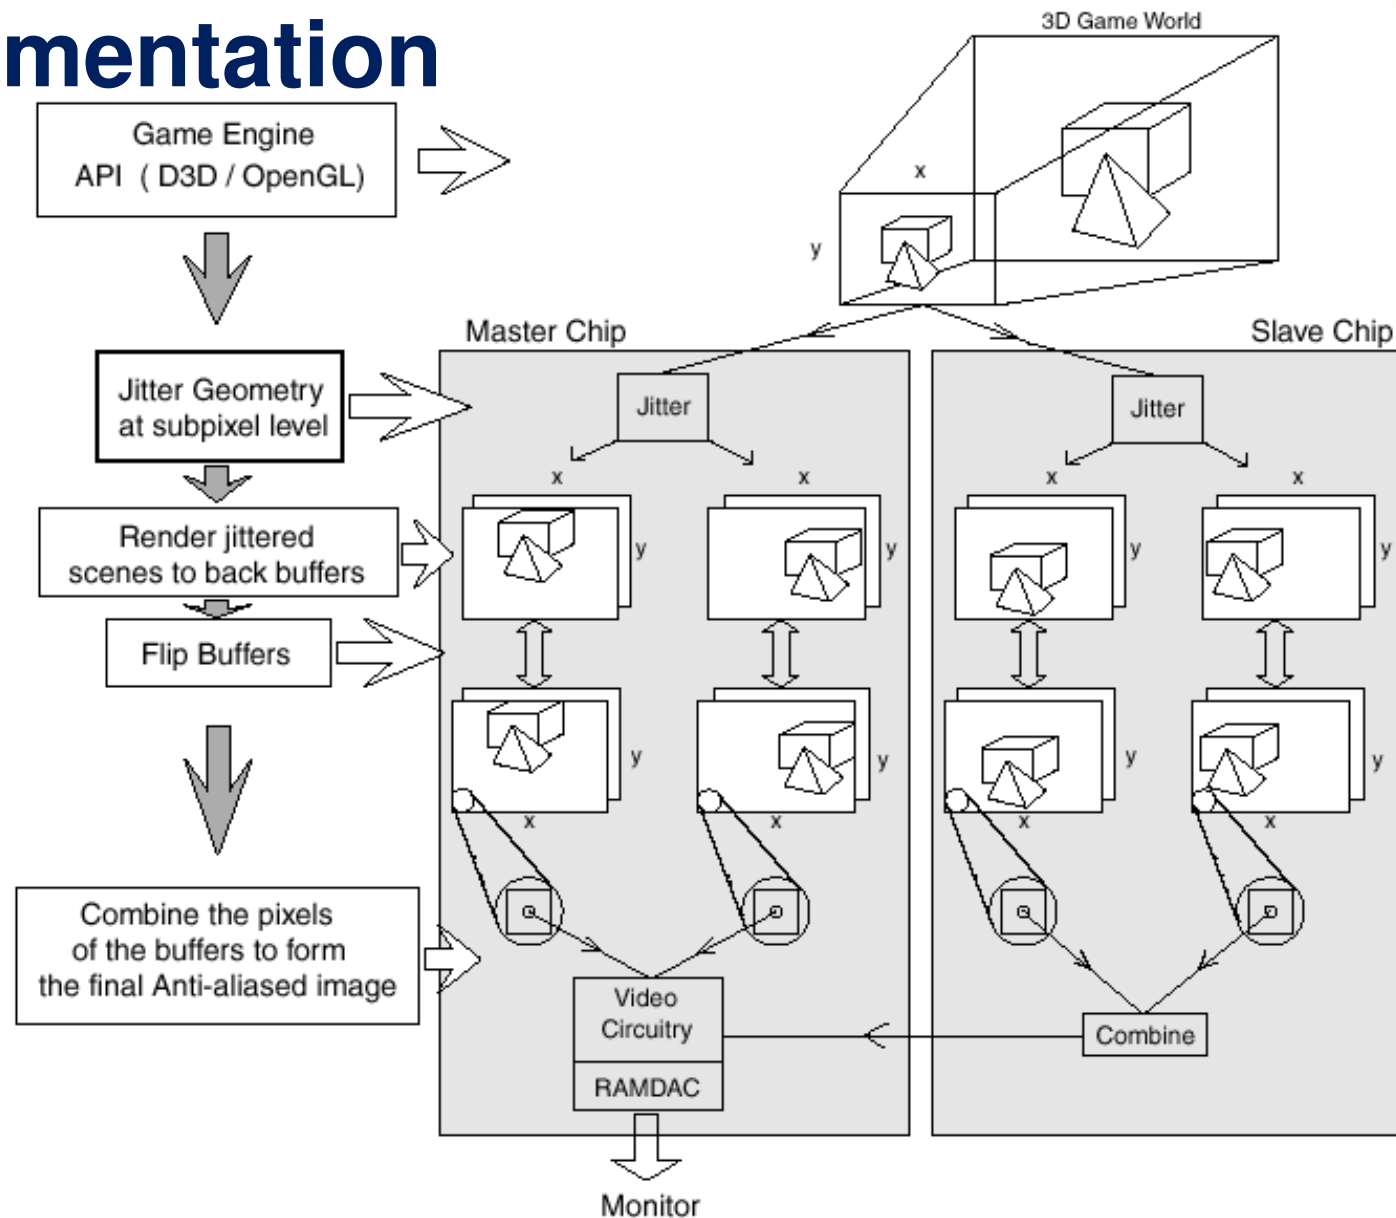 mentation
3D Game World
Game Engine
API ( D3D / OpenGL)
x
y
Master Chip
Slave Chip
Jitter Geometry
at subpixel level
Jitter
Jitter
x
x
x
x
Render jittered
scenes to back buffers
y
y
y
y
Flip Buffers
y
y
y
y
x
x
x
x
Combine the pixels
of the buffers to form
the final Anti-aliased image
Video
Circuitry
RAMDAC
Combine
Monitor